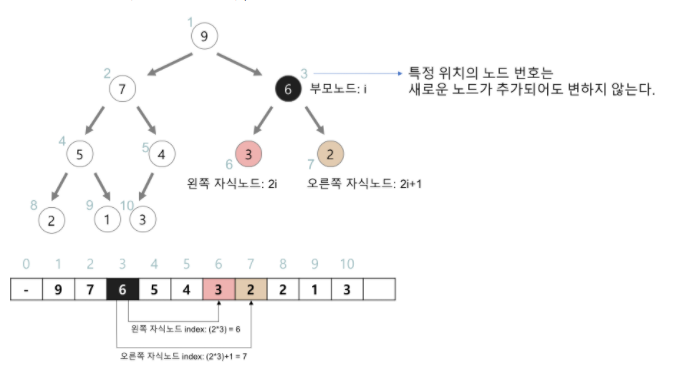 1
9
2
7
3
6
부모노드: i
특정 위치의 노드 번호는
새로운 노드가 추가되어도 변하지 않는다.
4
5
5
4
6
3
7
2
왼쪽 자식노드: 2i
오른쪽 자식노드: 2i+1
8
2
9
1
10
3
0 1 2 3 4 5 6 7 8 9 10
- 9 7 6 5 4 3 2 2 1 3
왼쪽 자식노드 index: (2*3) = 6
오른쪽 자식노드 index: (2*3)+1 = 7